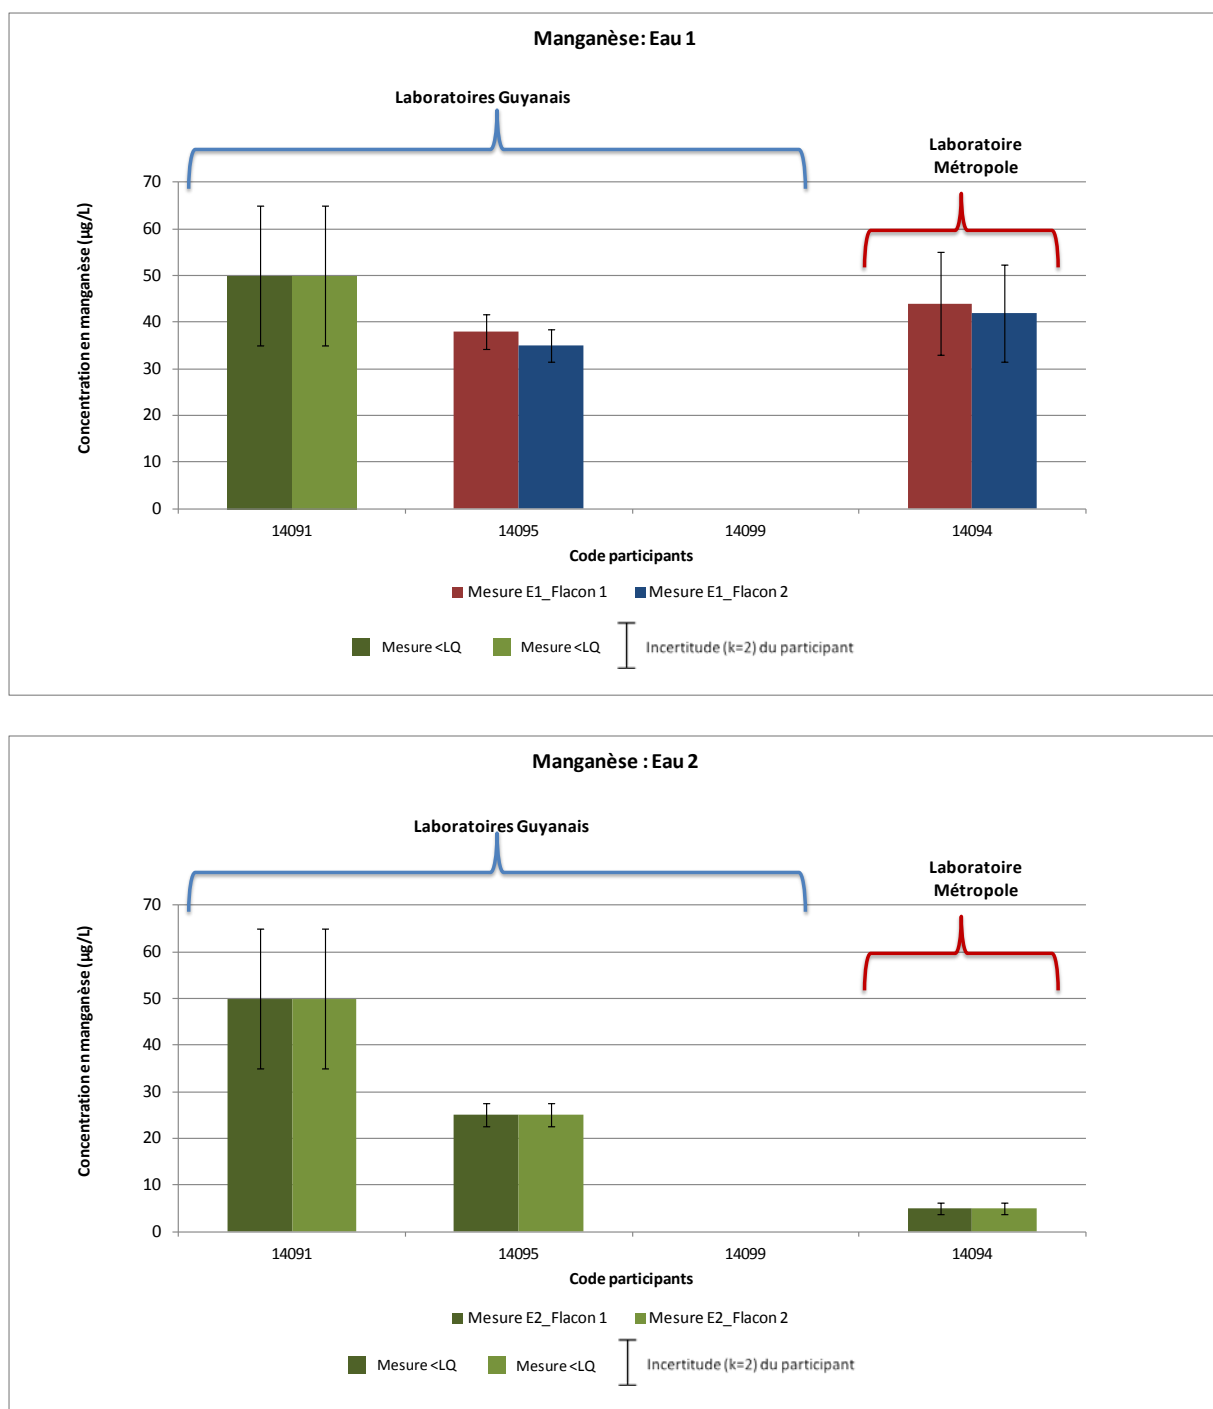 Manganèse: Eau 1
Laboratoires Guyanais
Laboratoire
Métropole
Concentration en manganèse (µg/L)
70
60
50
40
30
20
10
0
14091 14095 14099 14094
Code participants
Mesure E1_Flacon 1 Mesure E1_Flacon 2
Mesure <LQ Mesure <LQ Incertitude (k=2) du participant
Manganèse : Eau 2
Laboratoires Guyanais
Laboratoire
Métropole
Concentration en manganèse (µg/L)
70
60
50
40
30
20
10
0
14091 14095 14099 14094
Code participants
Mesure E2_Flacon 1 Mesure E2_Flacon 2
Mesure <LQ Mesure <LQ Incertitude (k=2) du participant